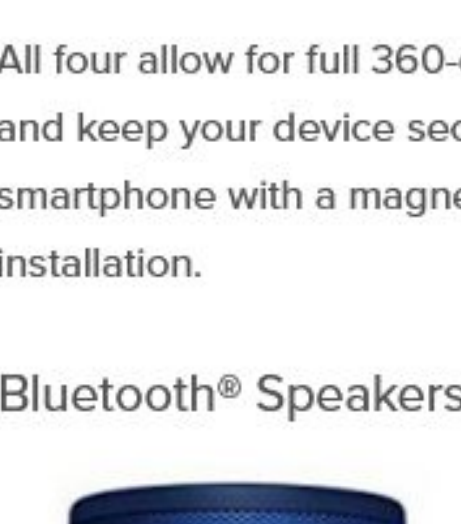 All four allow for full 360-
and keep your device sec
smartphone with a magne
installation.
Bluetooth® Speakers